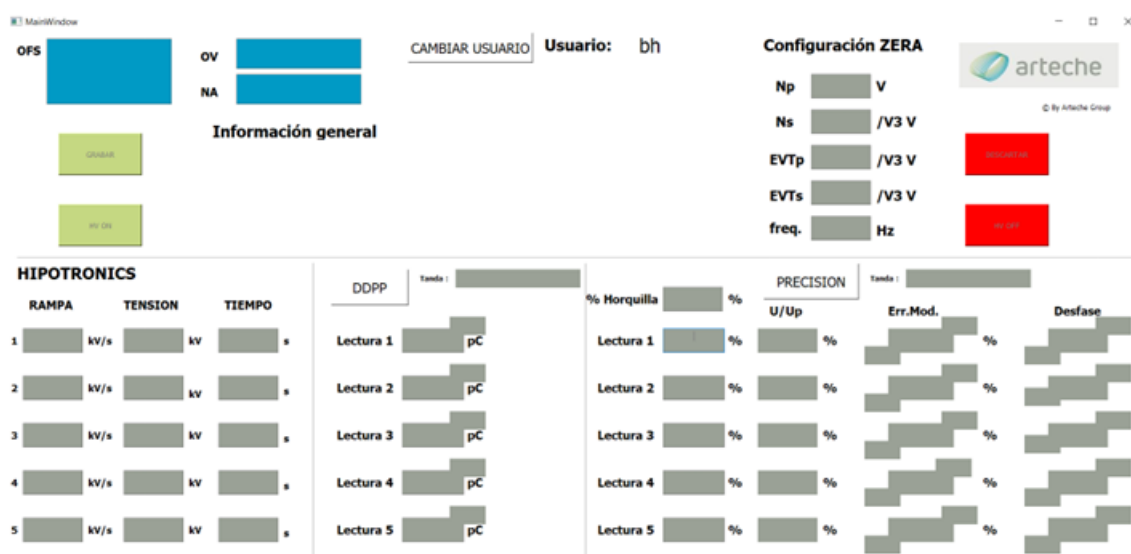 MainWindow
OFS
OV
NA
CAMBIAR USUARIO
Usuario: bh
Configuración ZERA
arteche
© By Arteche Group
Np V
Ns /V3 V
EVTp /V3 V
EVTs /V3 V
freq. Hz
Información general
GRABAR
HV ON
DESCARTAR
HV OFF
HIPOTRONICS
RAMPA TENSION TIEMPO
1 kV/s kV s
2 kV/s kV s
3 kV/s kV s
4 kV/s kV s
5 kV/s kV s
DDPP
Tanda :
Lectura 1 pC
Lectura 2 pC
Lectura 3 pC
Lectura 4 pC
Lectura 5 pC
PRECISION
Tanda :
% Horquilla %
U/Up Err.Mod. Desfase
Lectura 1 % % %
Lectura 2 % % %
Lectura 3 % % %
Lectura 4 % % %
Lectura 5 % % %